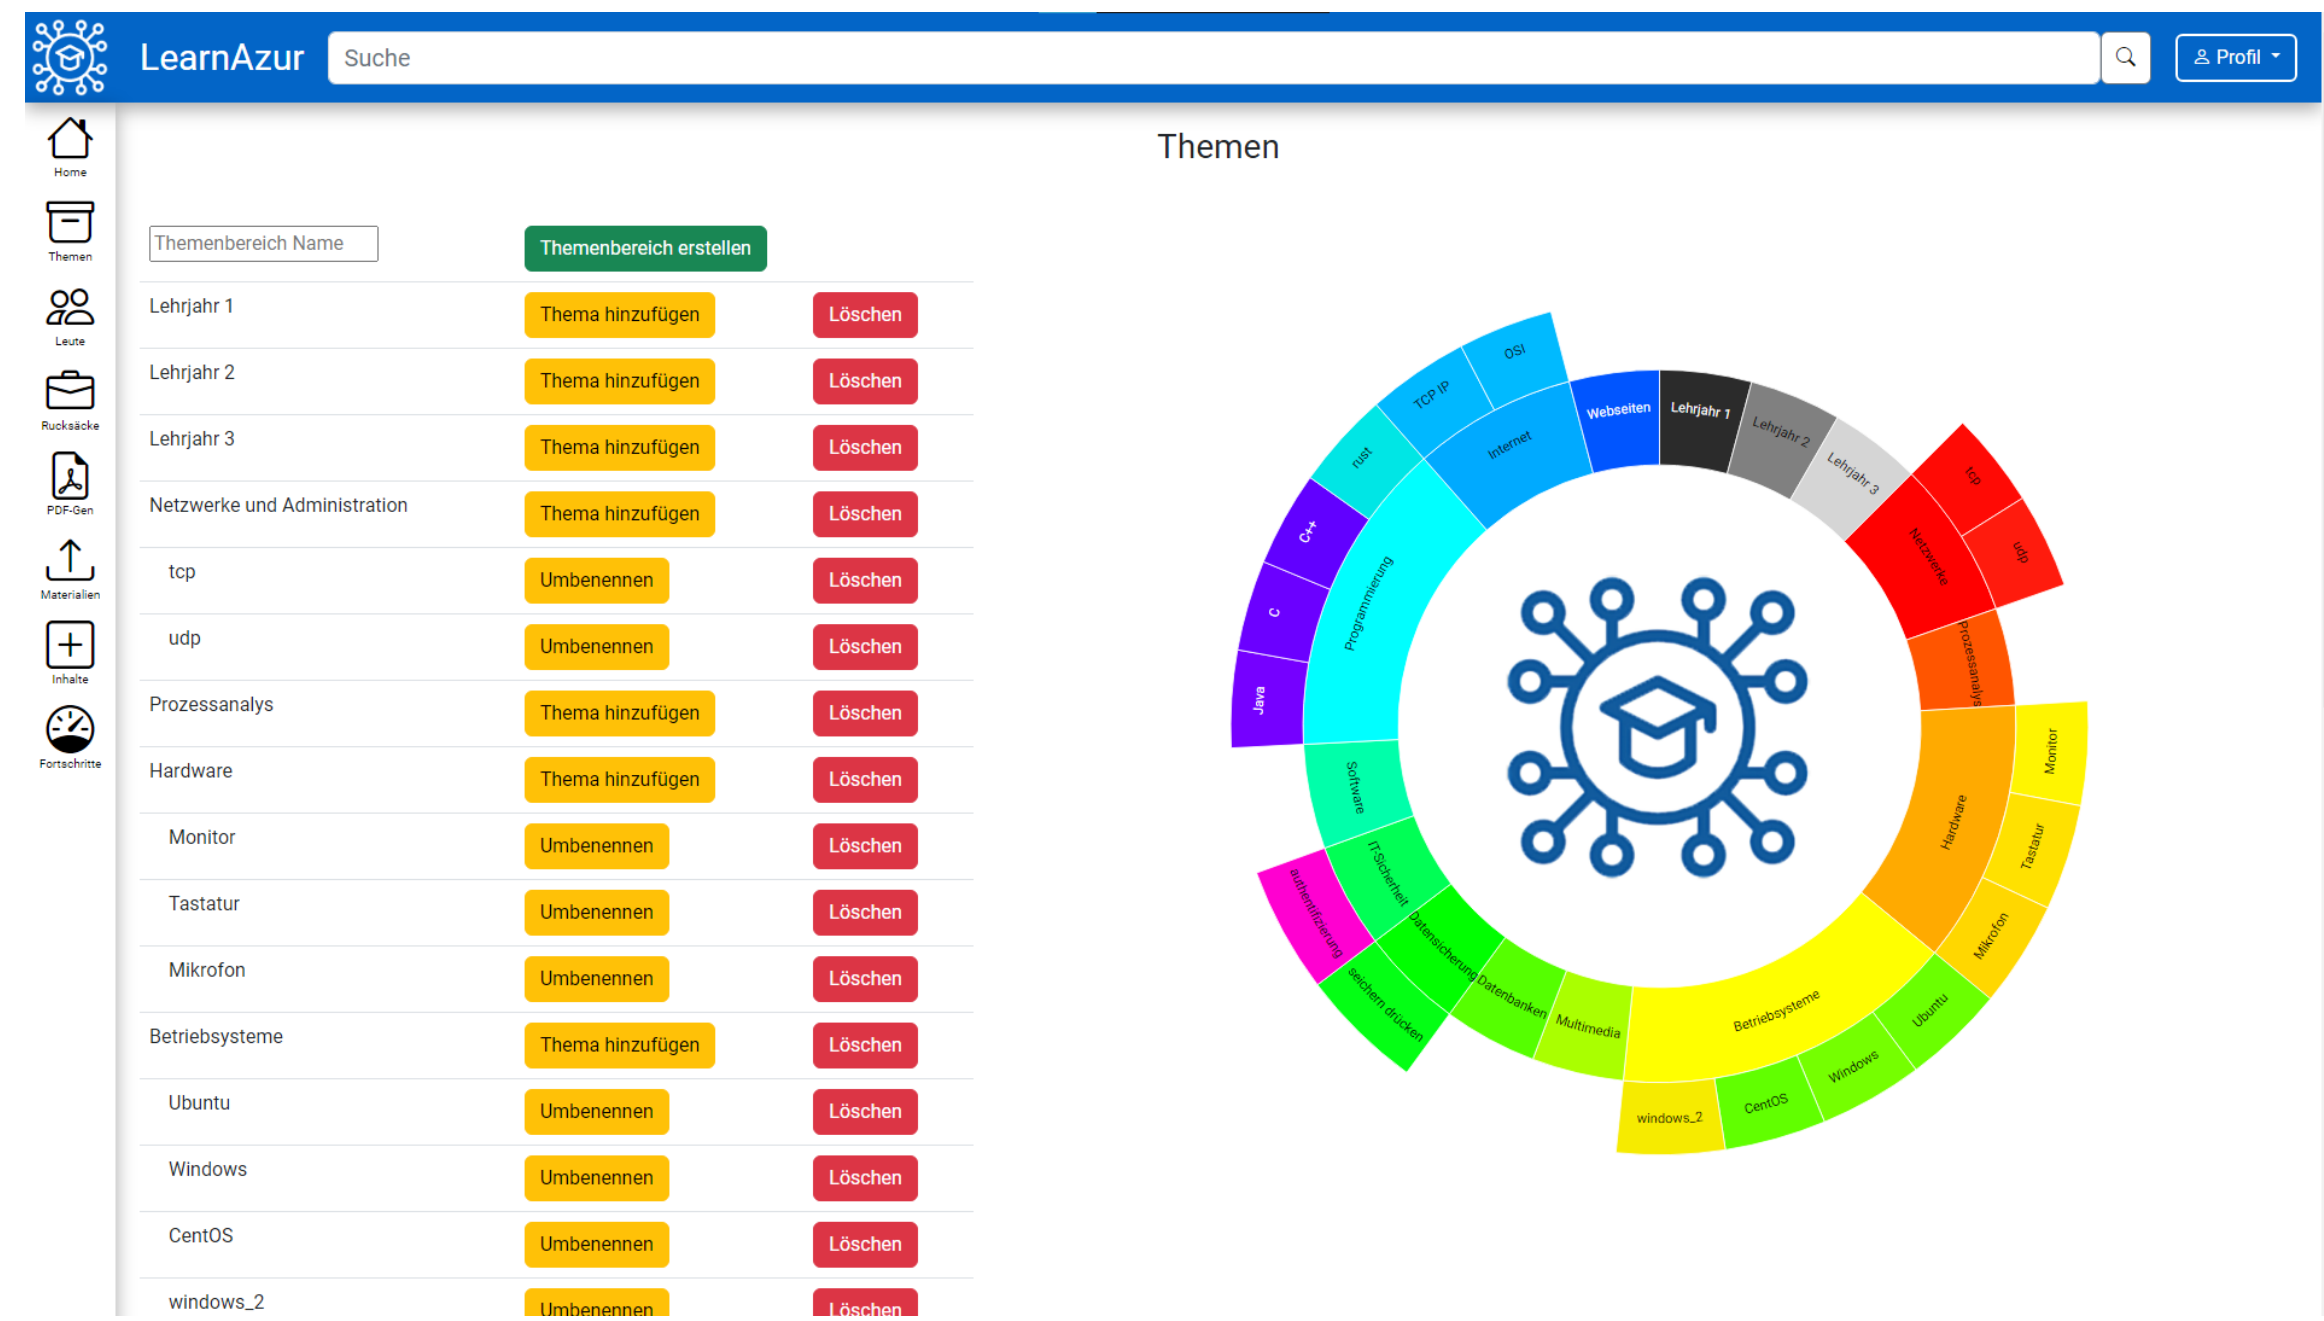 LearnAzur
Suche
Profil
Home
Themen
Leute
Rucksäcke
PDF-Gen
Materialien
Inhalte
Fortschritte
Themen
Themenbereich Name
Themenbereich erstellen
Lehrjahr 1 Thema hinzufügen Löschen
Lehrjahr 2 Thema hinzufügen Löschen
Lehrjahr 3 Thema hinzufügen Löschen
Netzwerke und Administration Thema hinzufügen Löschen
tcp Umbenennen Löschen
udp Umbenennen Löschen
Prozessanalys Thema hinzufügen Löschen
Hardware Thema hinzufügen Löschen
Monitor Umbenennen Löschen
Tastatur Umbenennen Löschen
Mikrofon Umbenennen Löschen
Betriebsysteme Thema hinzufügen Löschen
Ubuntu Umbenennen Löschen
Windows Umbenennen Löschen
CentOS Umbenennen Löschen
windows_2 Umbenennen Löschen
Lehrjahr 1
Lehrjahr 2
Lehrjahr 3
Netzwerke
tcp
udp
Prozessanalys
Hardware
Monitor
Tastatur
Mikrofon
Betriebsysteme
Ubuntu
Windows
CentOS
windows_2
Multimedia
Datenbanken
Datensicherung
seichern drücken
IT-Sicherheit
authentifizierung
Software
Programmierung
Java
C
C++
rust
Internet
TCP IP
OSI
Webseiten